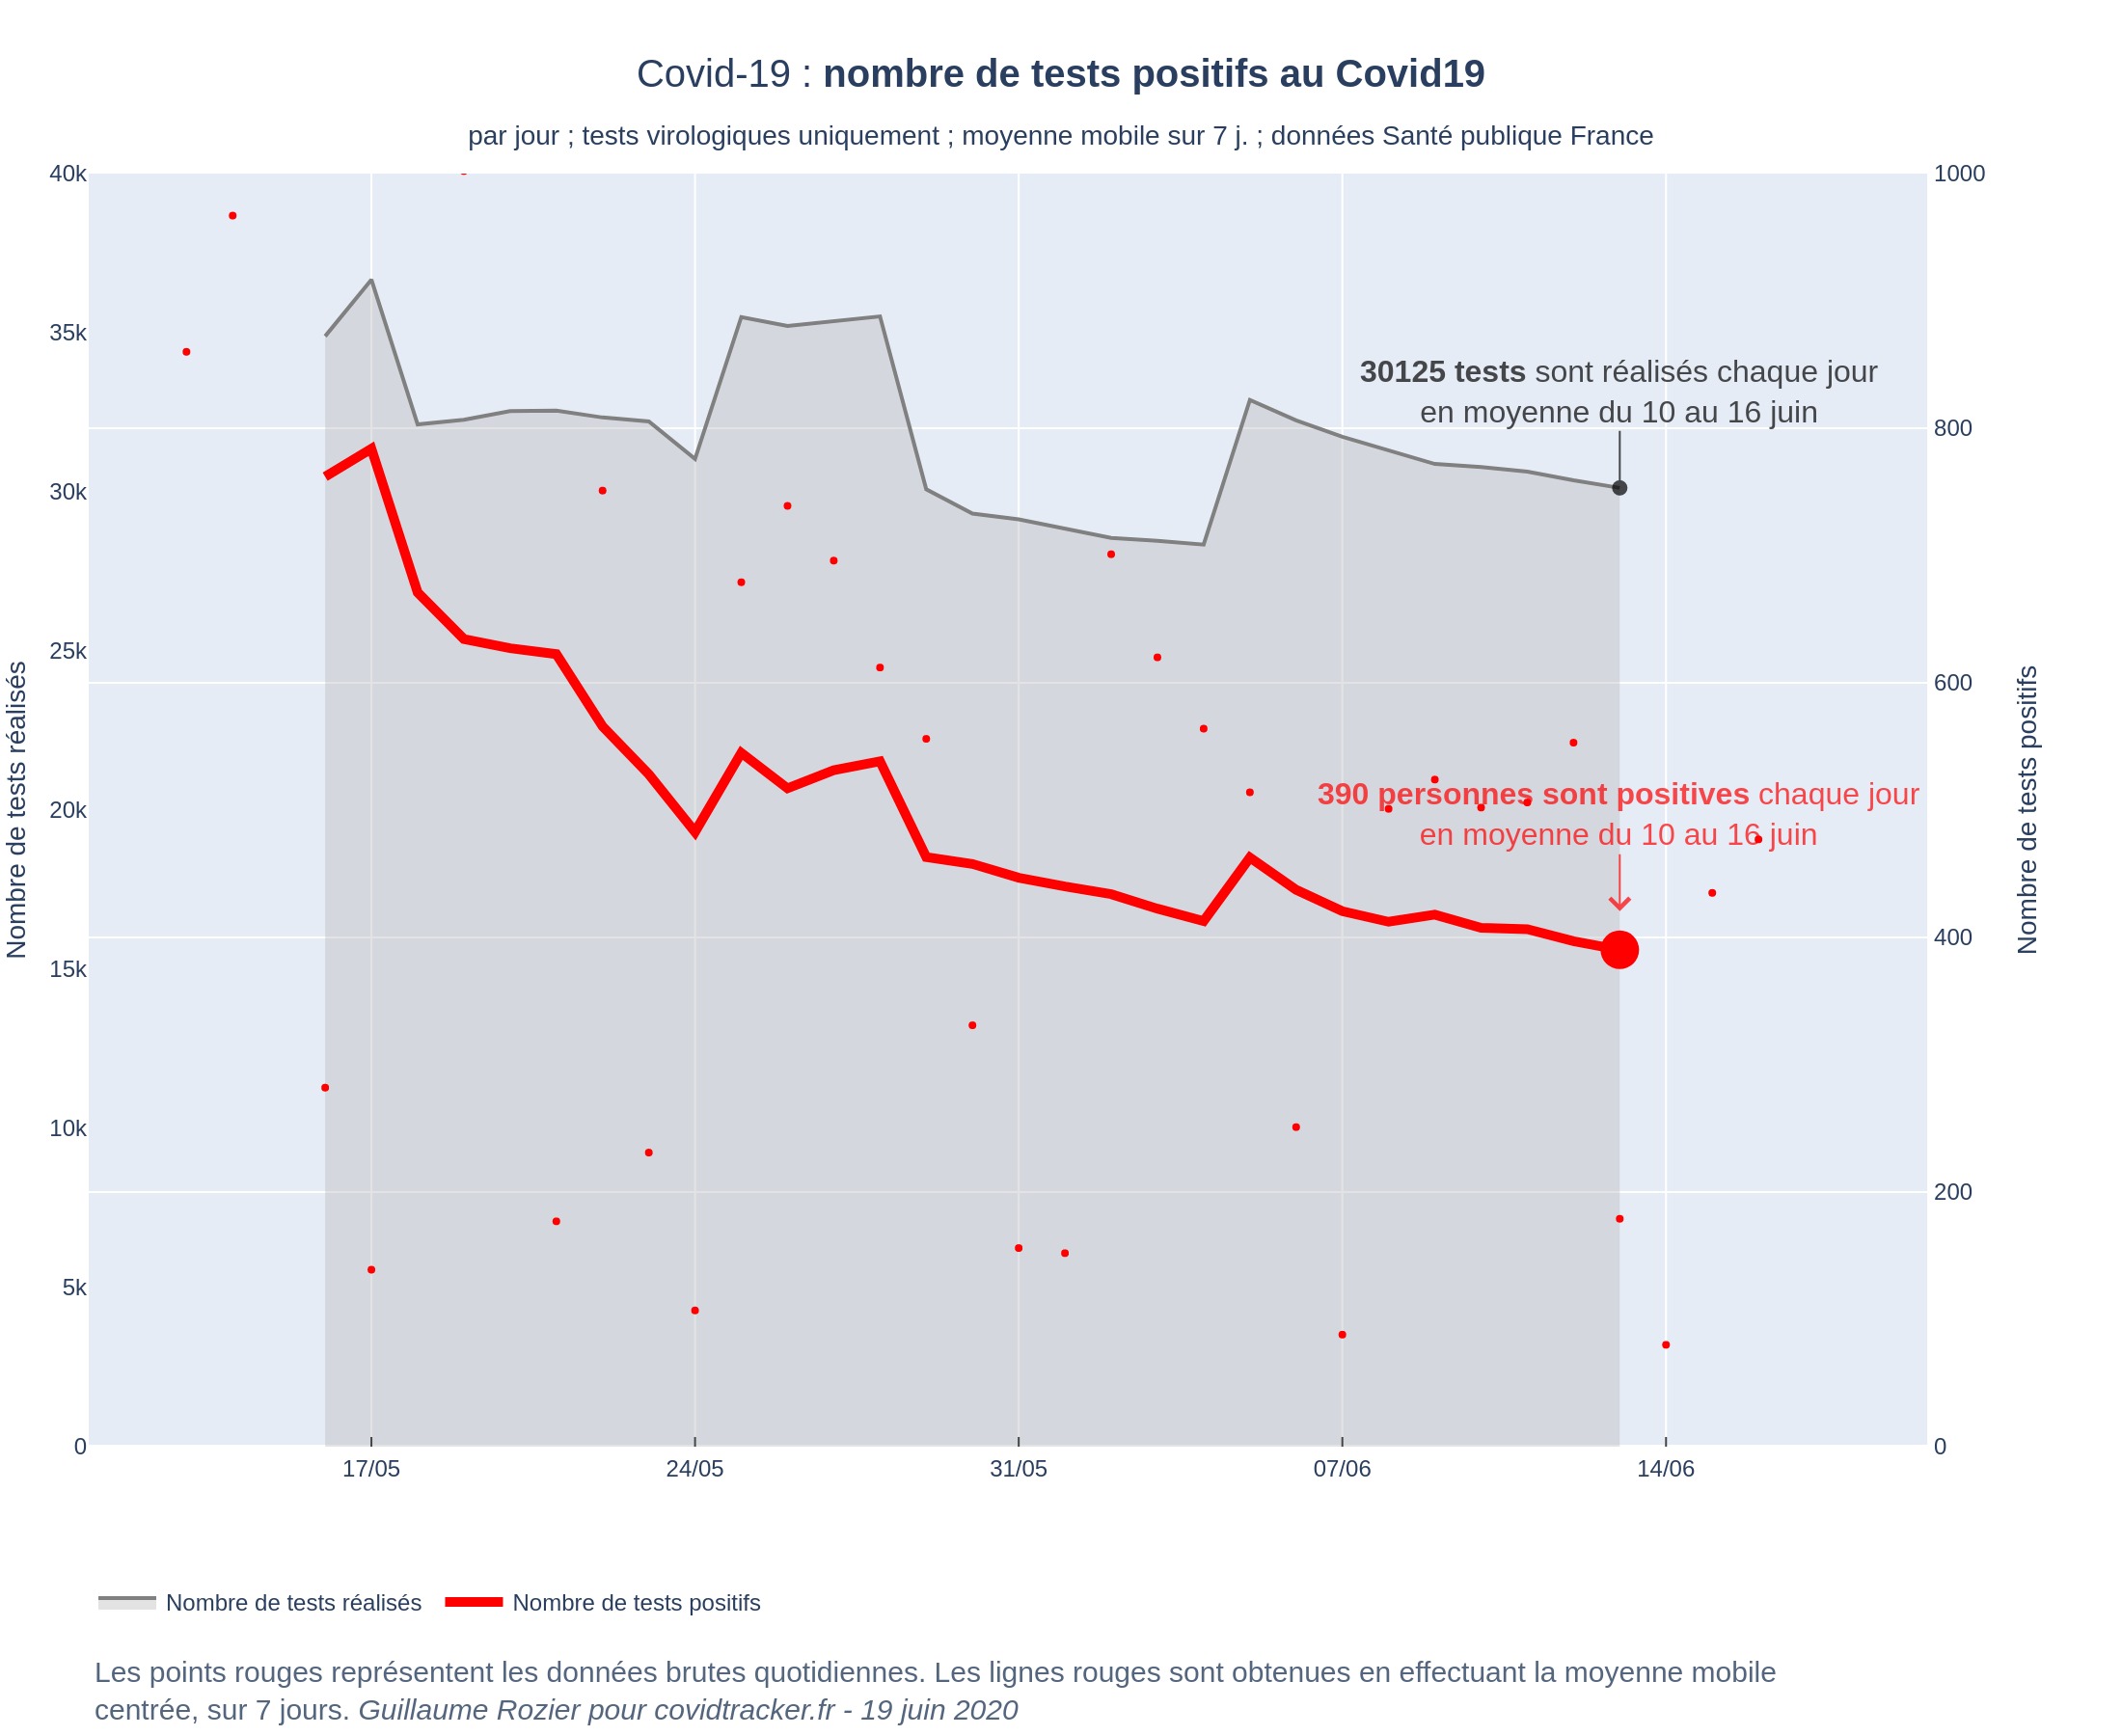 Covid-19 : nombre de tests positifs au Covid19
par jour ; tests virologiques uniquement ; moyenne mobile sur 7 j. ; données Santé publique France
40k
35k
30k
25k
20k
15k
10k
5k
0
Nombre de tests réalisés
1000
800
600
400
200
0
Nombre de tests positifs
30125 tests sont réalisés chaque jour
en moyenne du 10 au 16 juin
390 personnes sont positives chaque jour
en moyenne du 10 au 16 juin
17/05
24/05
31/05
07/06
14/06
Nombre de tests réalisés
Nombre de tests positifs
Les points rouges représentent les données brutes quotidiennes. Les lignes rouges sont obtenues en effectuant la moyenne mobile
centrée, sur 7 jours. Guillaume Rozier pour covidtracker.fr - 19 juin 2020